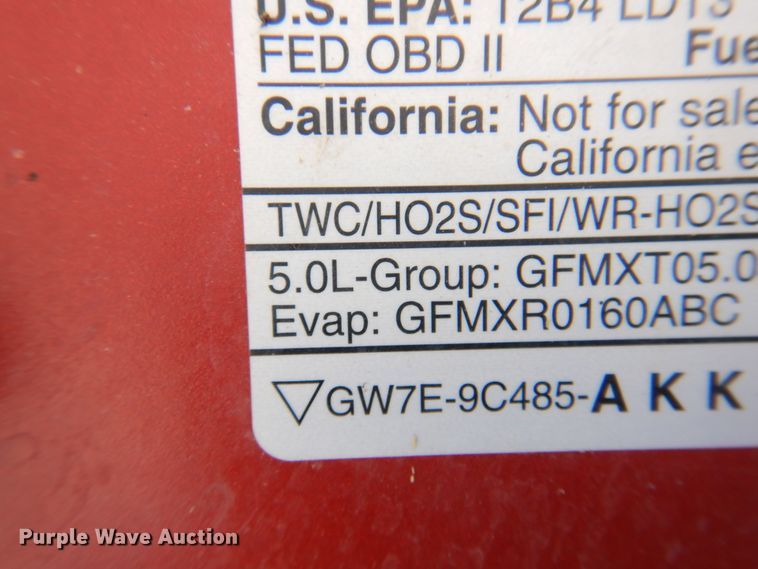 U.S. EPA: T2B4 LDT3
FED OBD II Fue
California: Not for sale
California e
TWC/HO2S/SFI/WR-HO2S
5.0L-Group: GFMXT05.0
Evap: GFMXR0160ABC
▽GW7E-9C485-AKK
Purple Wave Auction